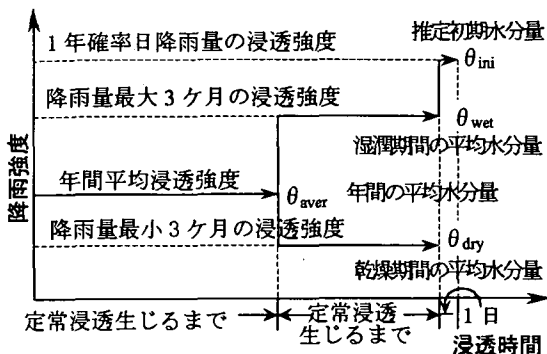 1年確率日降雨量の浸透強度
推定初期水分量
θini
降雨量最大3ケ月の浸透強度
θwet
湿潤期間の平均水分量
年間平均浸透強度
θaver
年間の平均水分量
降雨量最小3ケ月の浸透強度
θdry
乾燥期間の平均水分量
降雨強度
定常浸透生じるまで
定常浸透
生じるまで
1日
浸透時間